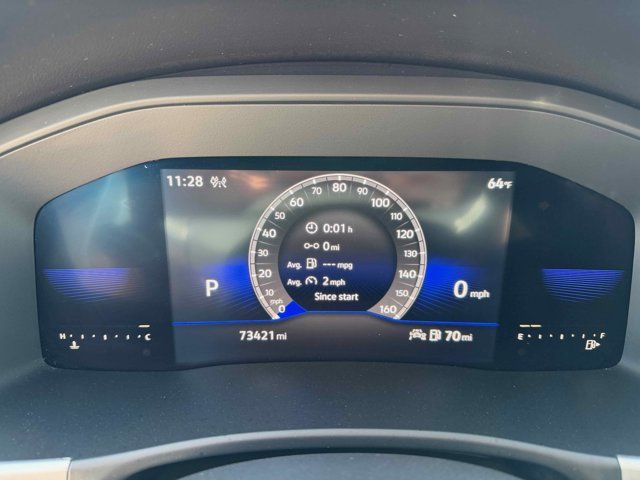 11:28
64°F
0 10 20 30 40 50 60 70 80 90 100 110 120 130 140 150 160
mph
0:01 h
0 mi
Avg. --- mpg
Avg. 2 mph
Since start
P
0 mph
73421 mi
70 mi
H C
E F